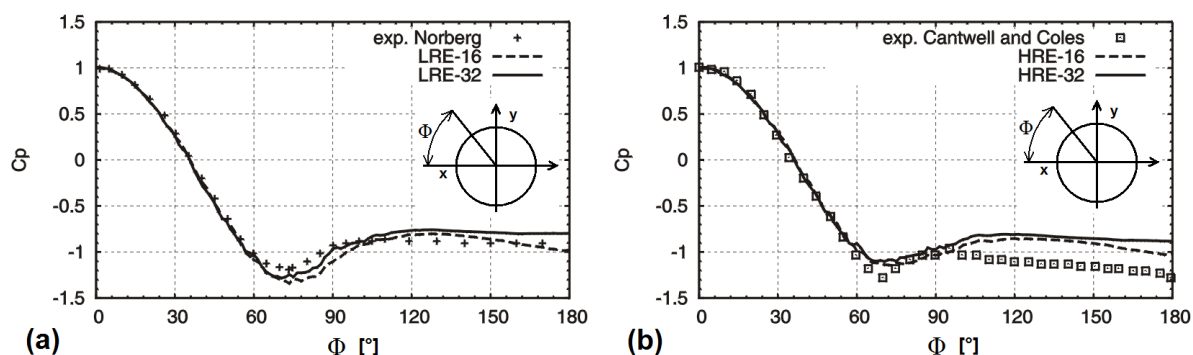 1.5
1
0.5
0
-0.5
-1
-1.5
Cp
exp. Norberg
LRE-16
LRE-32
Φ
y
x
0 30 60 90 120 150 180
Φ [°]
(a)
1.5
1
0.5
0
-0.5
-1
-1.5
Cp
exp. Cantwell and Coles
HRE-16
HRE-32
Φ
y
x
0 30 60 90 120 150 180
Φ [°]
(b)